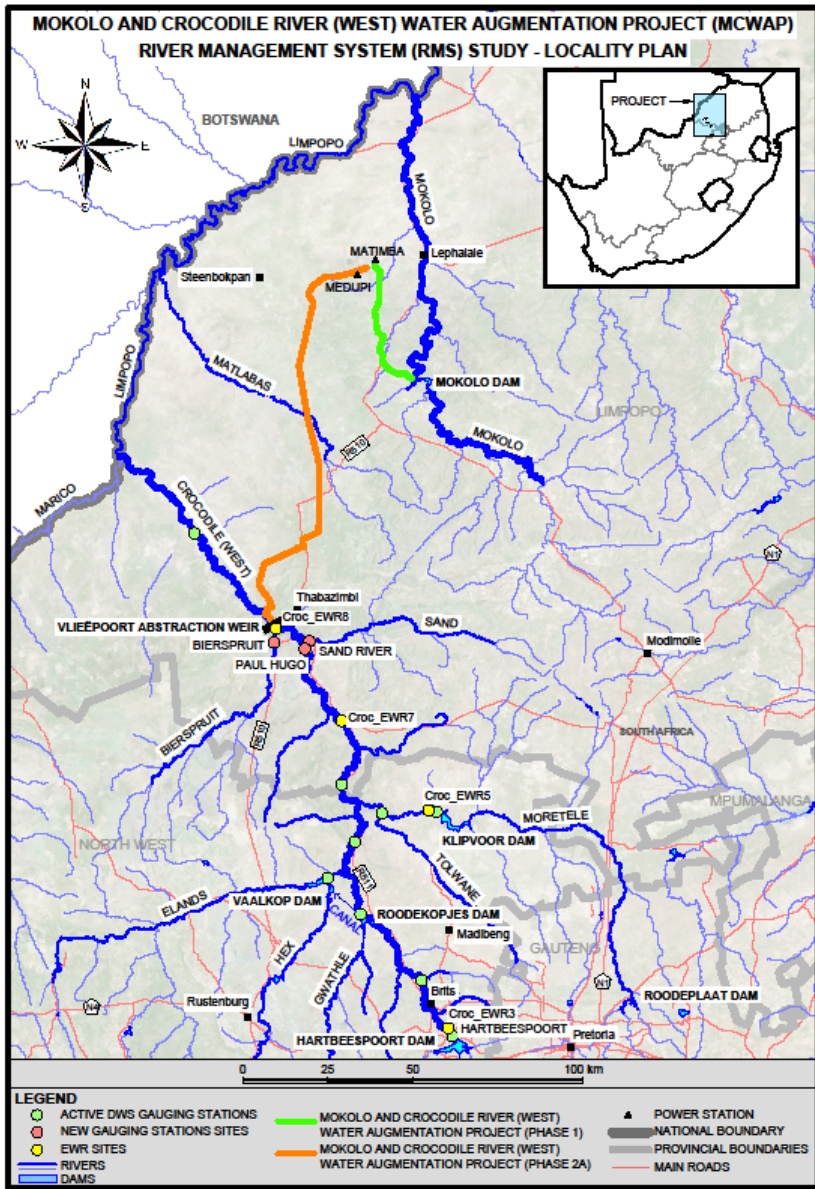 MOKOLO AND CROCODILE RIVER (WEST) WATER AUGMENTATION PROJECT (MCWAP)
RIVER MANAGEMENT SYSTEM (RMS) STUDY - LOCALITY PLAN
N
W
E
S
BOTSWANA
LIMPOPO
PROJECT
MOKOLO
MATIMBA
Lephalale
Steenbokpan
MEDUPI
LIMPOPO
MATLABAS
MOKOLO DAM
LIMPOPO
R510
MOKOLO
MARICO
CROCODILE (WEST)
N1
Thabazimbi
Croc_EWR8
VLIEËPOORT ABSTRACTION WEIR
SAND
BIERSPRUIT
SAND RIVER
Modimolle
PAUL HUGO
Croc_EWR7
BIERSPRUIT
R510
SOUTH AFRICA
Croc_EWR5
MPUMALANGA
MORETELE
KLIPVOOR DAM
NORTH WEST
TOLWANE
R511
ELANDS
VAALKOP DAM
CANAL
ROODEKOPJES DAM
Madibeng
GAUTENG
HEX
GWATHLE
N1
Brits
ROODEPLAAT DAM
N4
Rustenburg
Croc_EWR3
HARTBEESPOORT
Pretoria
HARTBEESPOORT DAM
0 25 50 100 km
LEGEND
ACTIVE DWS GAUGING STATIONS
NEW GAUGING STATIONS SITES
EWR SITES
RIVERS
DAMS
MOKOLO AND CROCODILE RIVER (WEST)
WATER AUGMENTATION PROJECT (PHASE 1)
MOKOLO AND CROCODILE RIVER (WEST)
WATER AUGMENTATION PROJECT (PHASE 2A)
POWER STATION
NATIONAL BOUNDARY
PROVINCIAL BOUNDARIES
MAIN ROADS